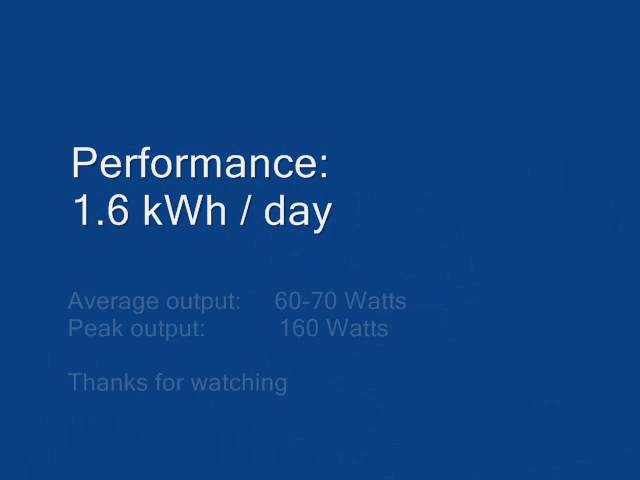 Performance:
1.6 kWh / day
Average output: 60-70 Watts
Peak output: 160 Watts
Thanks for watching